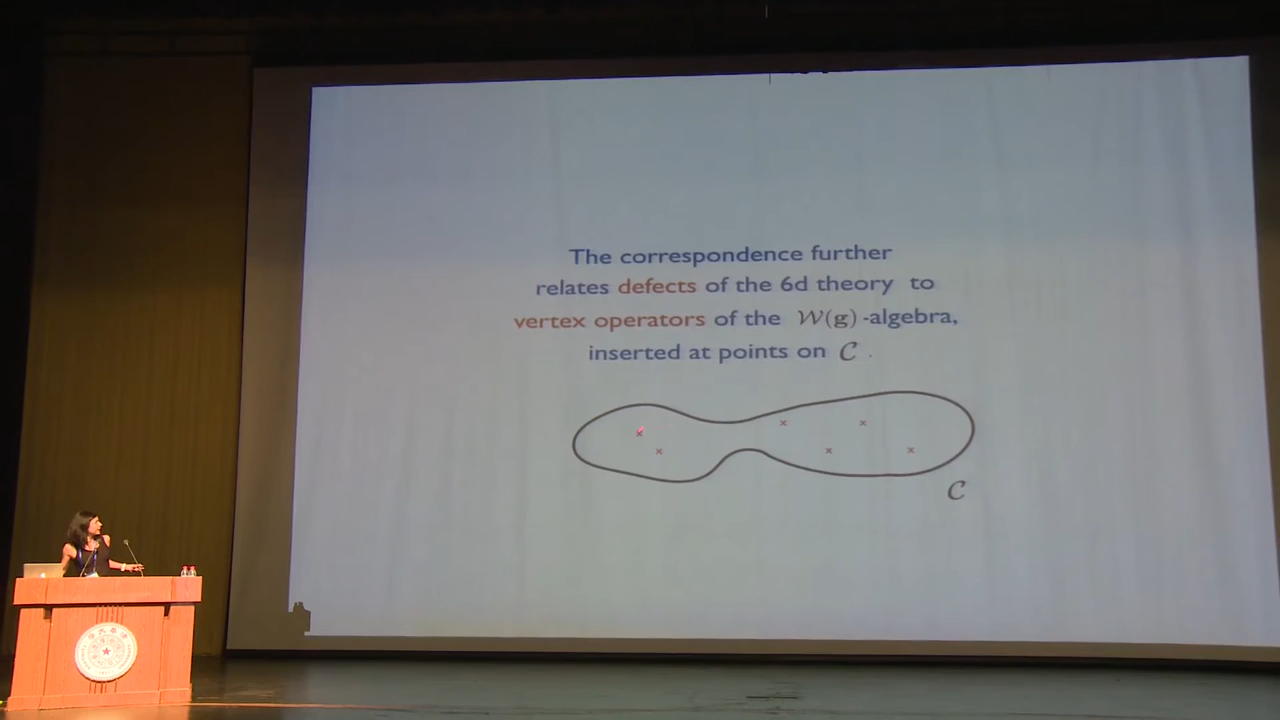 The correspondence further
relates defects of the 6d theory to
vertex operators of the 𝒲(g) -algebra,
inserted at points on 𝒞 .
𝒞